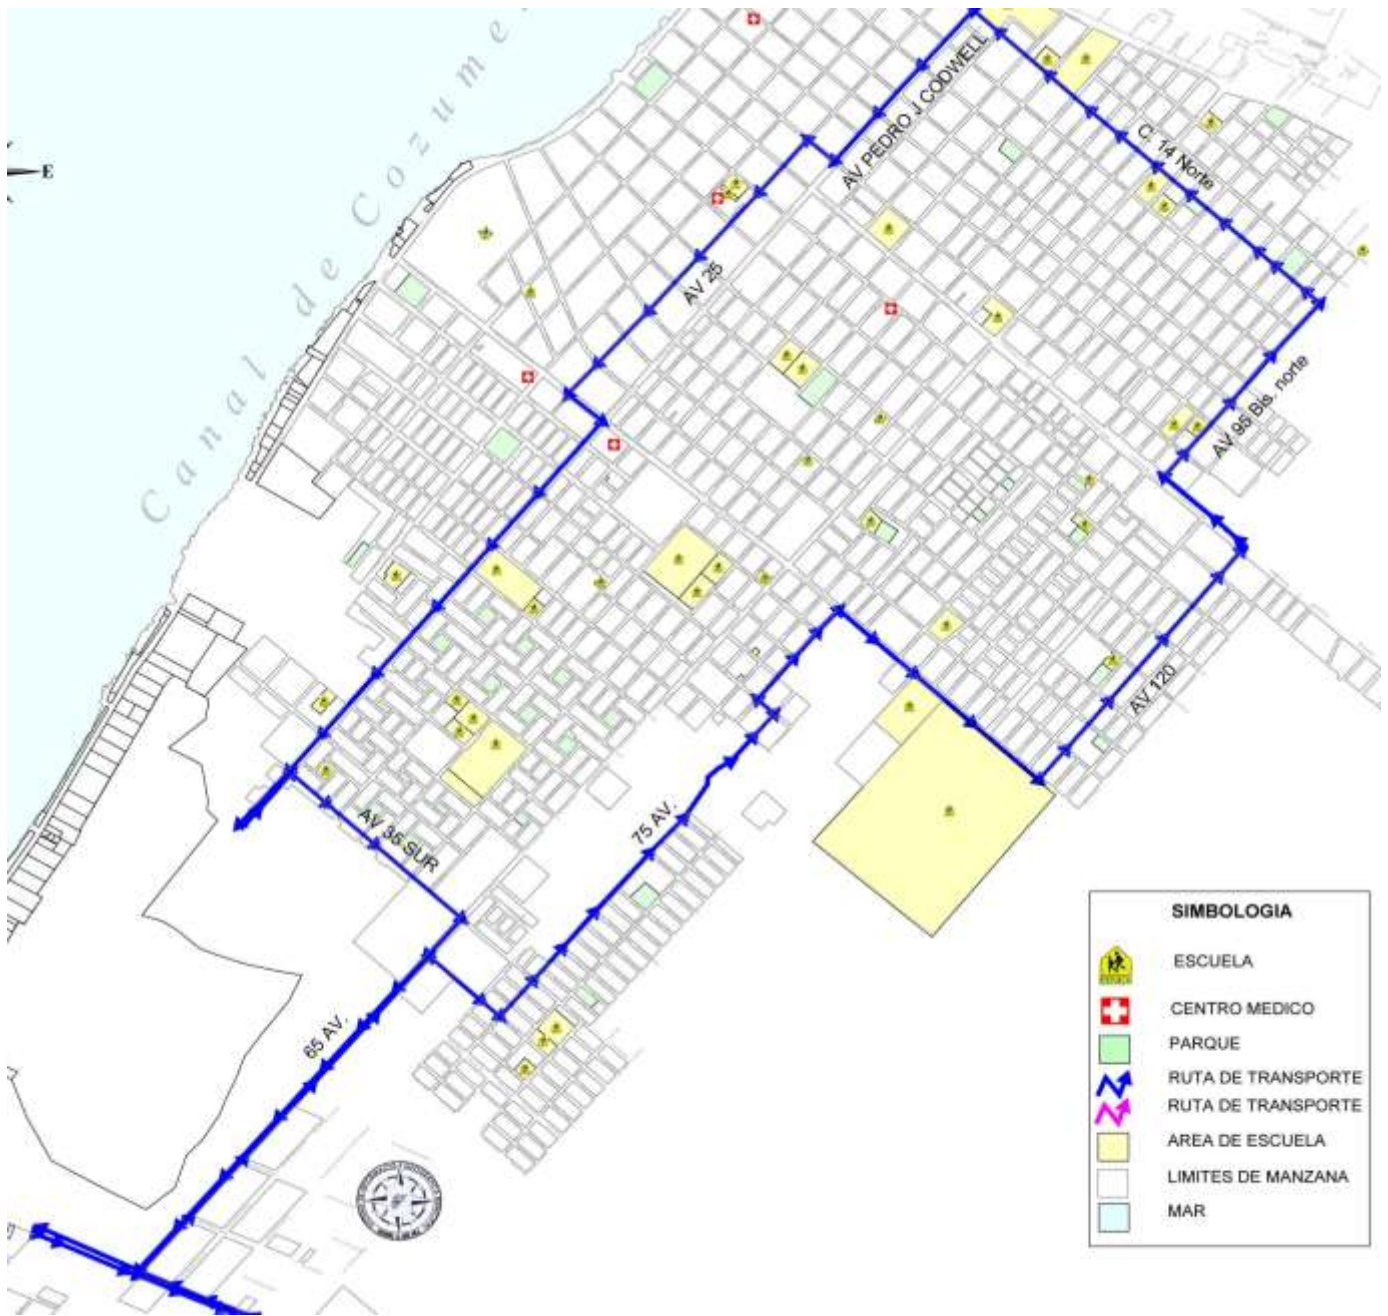 Canal de Cozumel
E
AV PEDRO J CODWELL
C. 14 Norte
AV 25
AV 95 Bis. norte
AV 120
75 AV.
AV 35 SUR
65 AV.
SIMBOLOGIA
ESCUELA
CENTRO MEDICO
PARQUE
RUTA DE TRANSPORTE
RUTA DE TRANSPORTE
AREA DE ESCUELA
LIMITES DE MANZANA
MAR